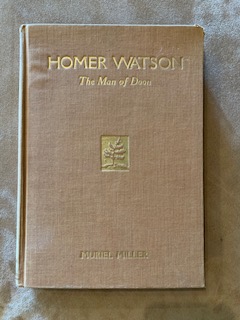 HOMER WATSON
The Man of Doon
MURIEL MILLER